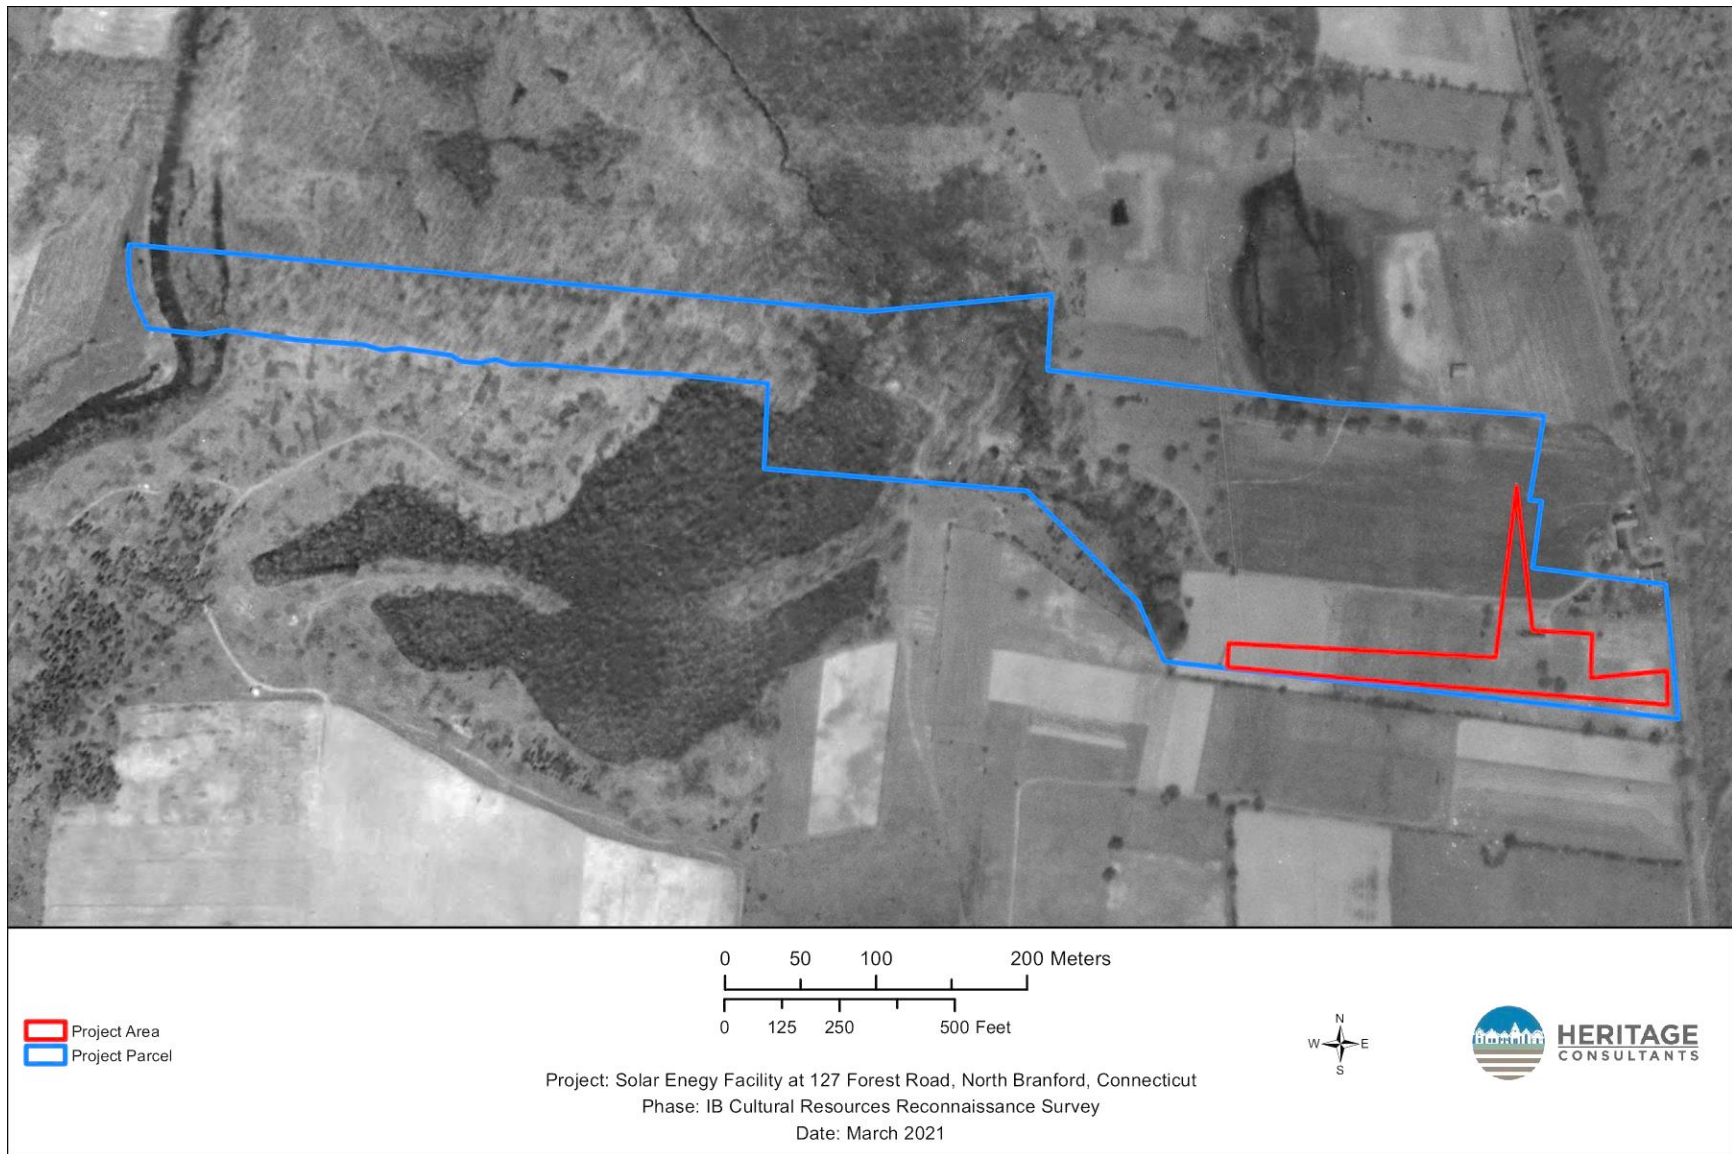 0 50 100 200 Meters
0 125 250 500 Feet
Project Area
Project Parcel
N
W E
S
HERITAGE
CONSULTANTS
Project: Solar Enegy Facility at 127 Forest Road, North Branford, Connecticut
Phase: IB Cultural Resources Reconnaissance Survey
Date: March 2021